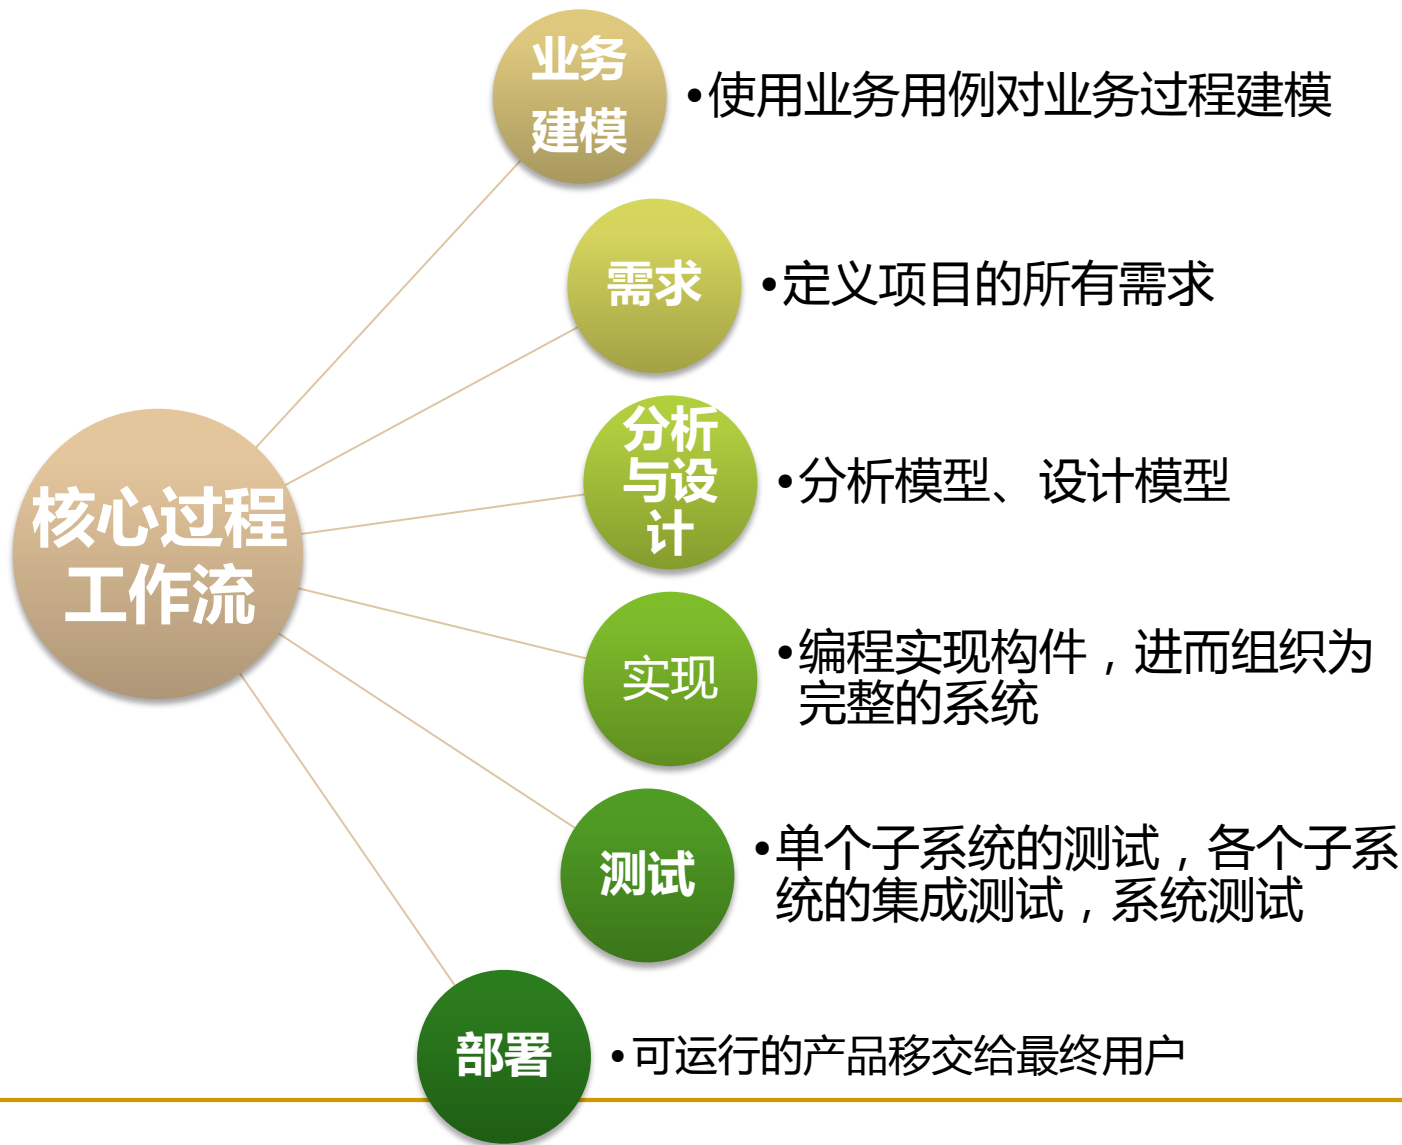 业务
建模
•使用业务用例对业务过程建模
需求
•定义项目的所有需求
分析
与设
计
•分析模型、设计模型
核心过程
工作流
实现
•编程实现构件，进而组织为
完整的系统
测试
•单个子系统的测试，各个子系
统的集成测试，系统测试
部署
•可运行的产品移交给最终用户